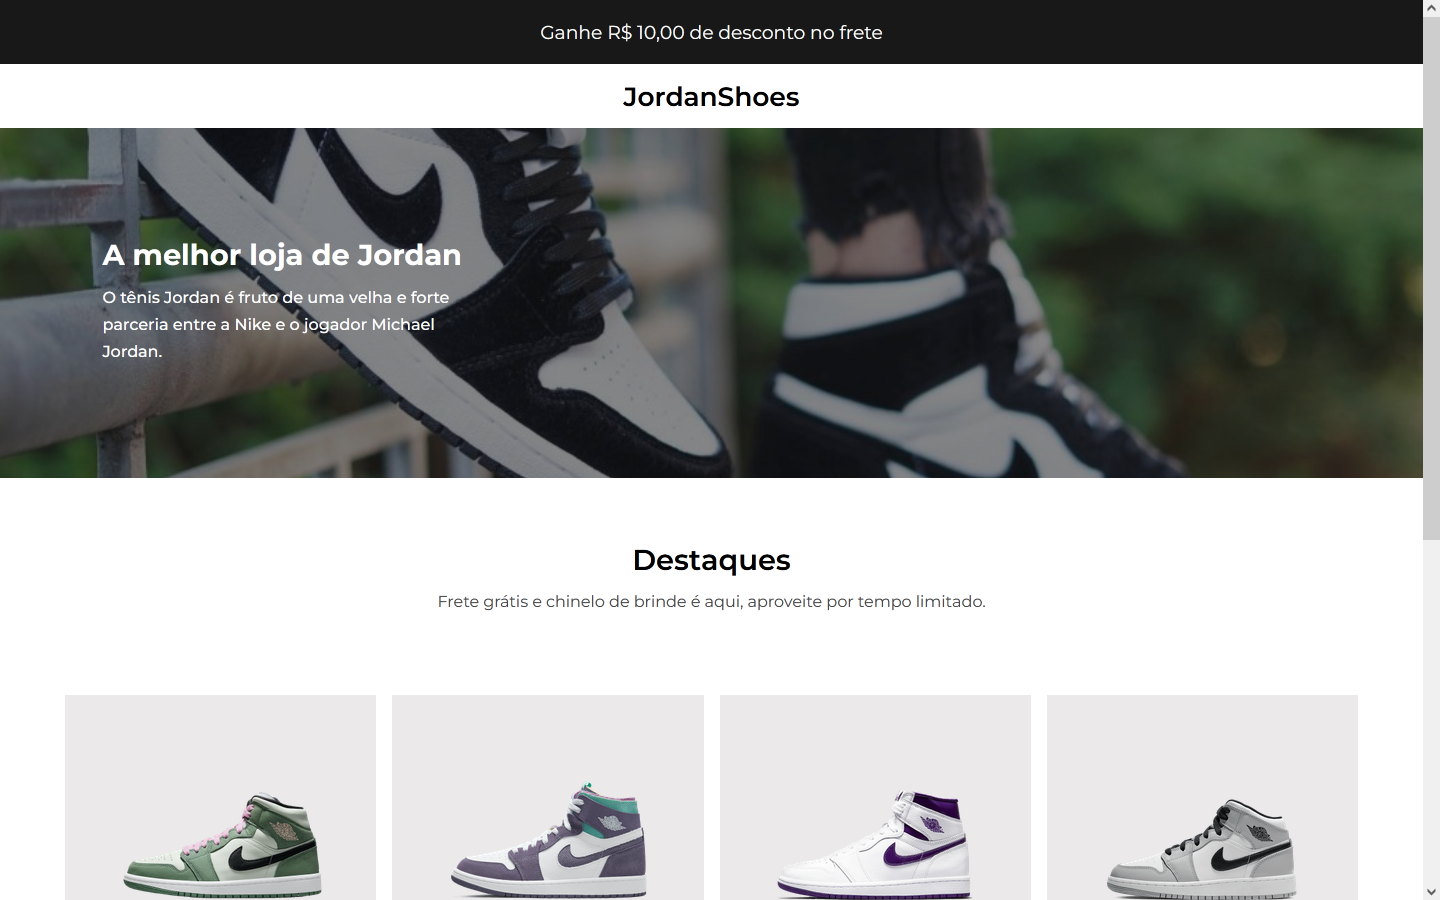 Ganhe R$ 10,00 de desconto no frete
JordanShoes
A melhor loja de Jordan
O tênis Jordan é fruto de uma velha e forte
parceria entre a Nike e o jogador Michael
Jordan.
Destaques
Frete grátis e chinelo de brinde é aqui, aproveite por tempo limitado.